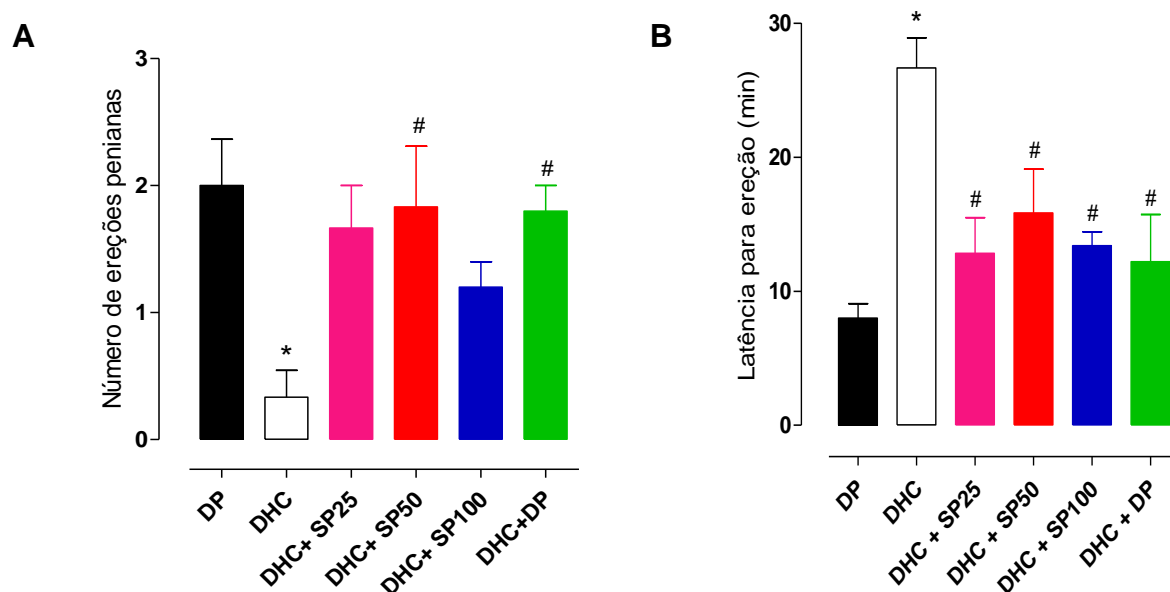 A
Número de ereções penianas
3
2
1
0
*
#
#
DP
DHC
DHC+ SP25
DHC+ SP50
DHC+ SP100
DHC+DP
B
Latência para ereção (min)
30
20
10
0
*
#
#
#
#
DP
DHC
DHC + SP25
DHC + SP50
DHC + SP100
DHC + DP